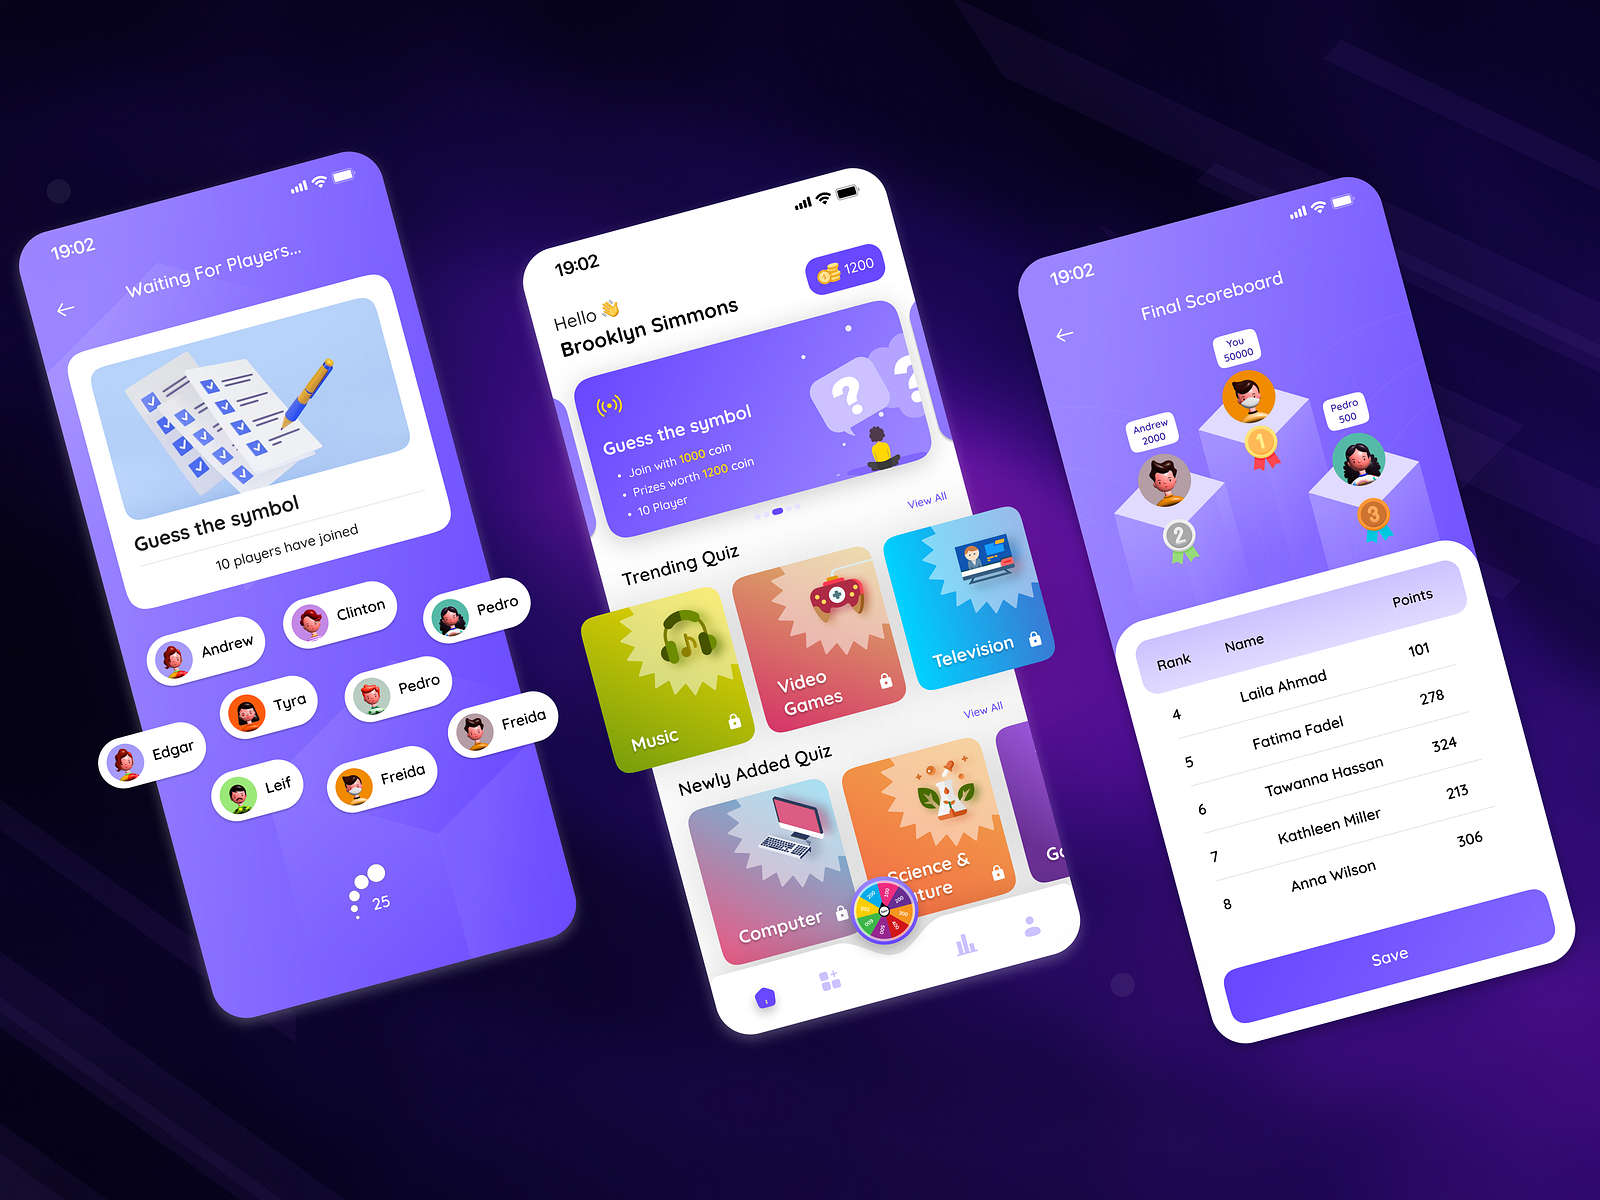 19:02
Waiting For Players...
Guess the symbol
10 players have joined
Andrew
Clinton
Pedro
Tyra
Pedro
Edgar
Freida
Leif
Freida
25
19:02
1200
Hello 👋
Brooklyn Simmons
Guess the symbol
• Join with 1000 coin
• Prizes worth 1200 coin
• 10 Player
Trending Quiz
View All
Music
Video
Games
Television
Newly Added Quiz
View All
Computer
Science &
19:02
Final Scoreboard
You
50000
Andrew
2000
Pedro
500
1
2
3
Rank Name Points
4 Laila Ahmad 101
5 Fatima Fadel 278
6 Tawanna Hassan 324
7 Kathleen Miller 213
8 Anna Wilson 306
Save